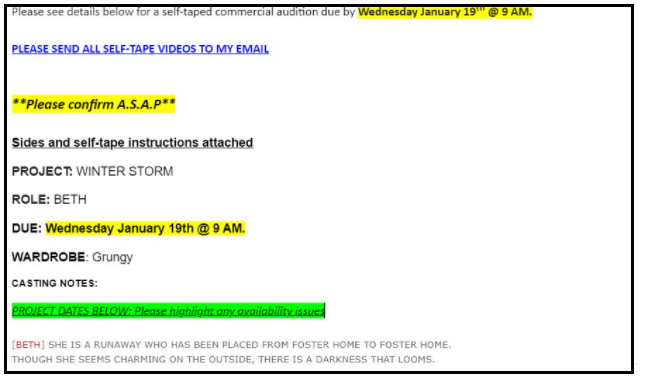 Please see details below for a self-taped commercial audition due by Wednesday January 19th @ 9 AM.
PLEASE SEND ALL SELF-TAPE VIDEOS TO MY EMAIL
**Please confirm A.S.A.P**
Sides and self-tape instructions attached
PROJECT: WINTER STORM
ROLE: BETH
DUE: Wednesday January 19th @ 9 AM.
WARDROBE: Grungy
CASTING NOTES:
PROJECT DATES BELOW: Please highlight any availability issues
[BETH] SHE IS A RUNAWAY WHO HAS BEEN PLACED FROM FOSTER HOME TO FOSTER HOME.
THOUGH SHE SEEMS CHARMING ON THE OUTSIDE, THERE IS A DARKNESS THAT LOOMS.